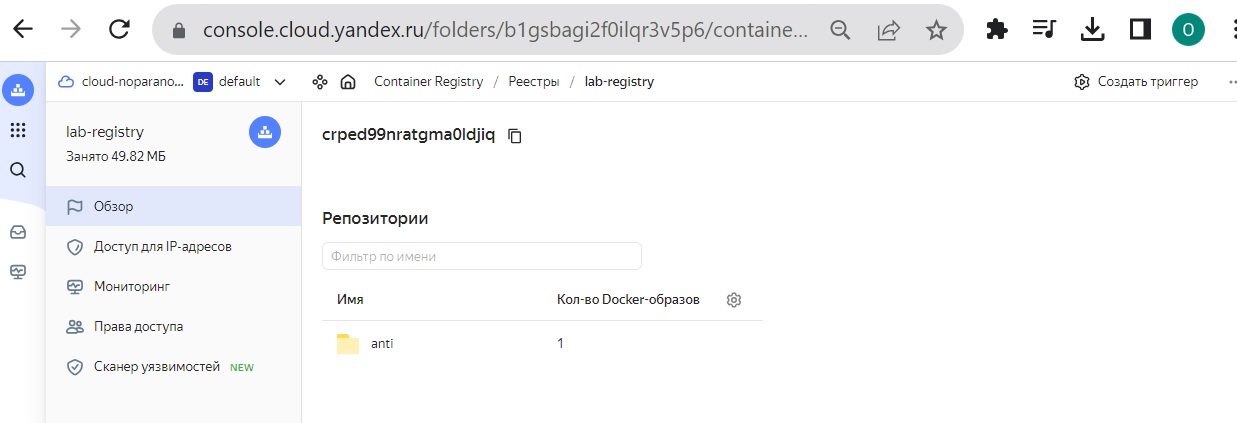 console.cloud.yandex.ru/folders/b1gsbagi2f0ilqr3v5p6/containe...
O
cloud-noparano... DE default Container Registry / Реестры / lab-registry Создать триггер
lab-registry
Занято 49.82 МБ
crped99nratgma0ldjiq
Обзор
Доступ для IP-адресов
Мониторинг
Права доступа
Сканер уязвимостей NEW
Репозитории
Фильтр по имени
Имя Кол-во Docker-образов
anti 1